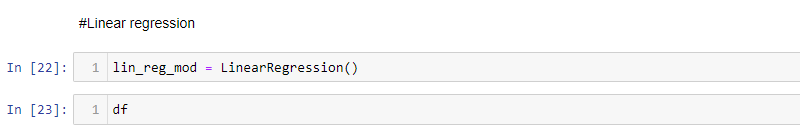 #Linear regression
In [22]: 1 lin_reg_mod = LinearRegression()
In [23]: 1 df